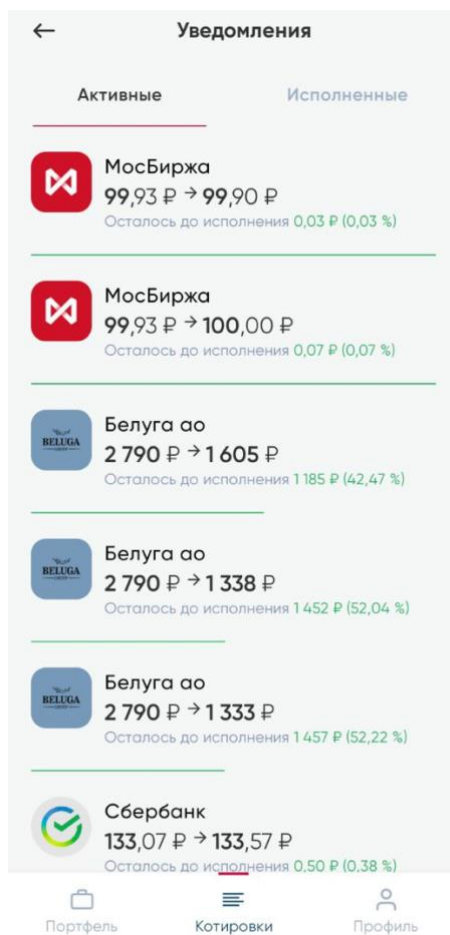 Уведомления
Активные
Исполненные
МосБиржа
99,93 ₽ → 99,90 ₽
Осталось до исполнения 0,03 ₽ (0,03 %)
МосБиржа
99,93 ₽ → 100,00 ₽
Осталось до исполнения 0,07 ₽ (0,07 %)
BELUGA
Белуга ао
2 790 ₽ → 1 605 ₽
Осталось до исполнения 1 185 ₽ (42,47 %)
BELUGA
Белуга ао
2 790 ₽ → 1 338 ₽
Осталось до исполнения 1 452 ₽ (52,04 %)
BELUGA
Белуга ао
2 790 ₽ → 1 333 ₽
Осталось до исполнения 1 457 ₽ (52,22 %)
Сбербанк
133,07 ₽ → 133,57 ₽
Осталось до исполнения 0,50 ₽ (0,38 %)
Портфель
Котировки
Профиль